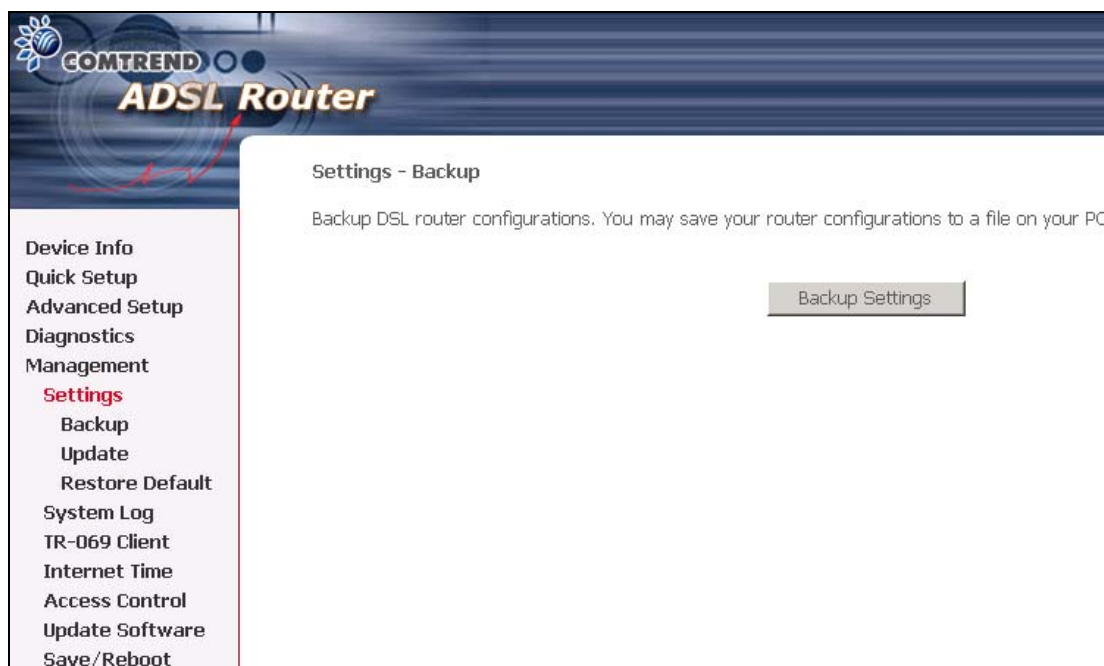 COMTREND
ADSL Router
Settings - Backup
Backup DSL router configurations. You may save your router configurations to a file on your PC
Backup Settings
Device Info
Quick Setup
Advanced Setup
Diagnostics
Management
Settings
Backup
Update
Restore Default
System Log
TR-069 Client
Internet Time
Access Control
Update Software
Save/Reboot